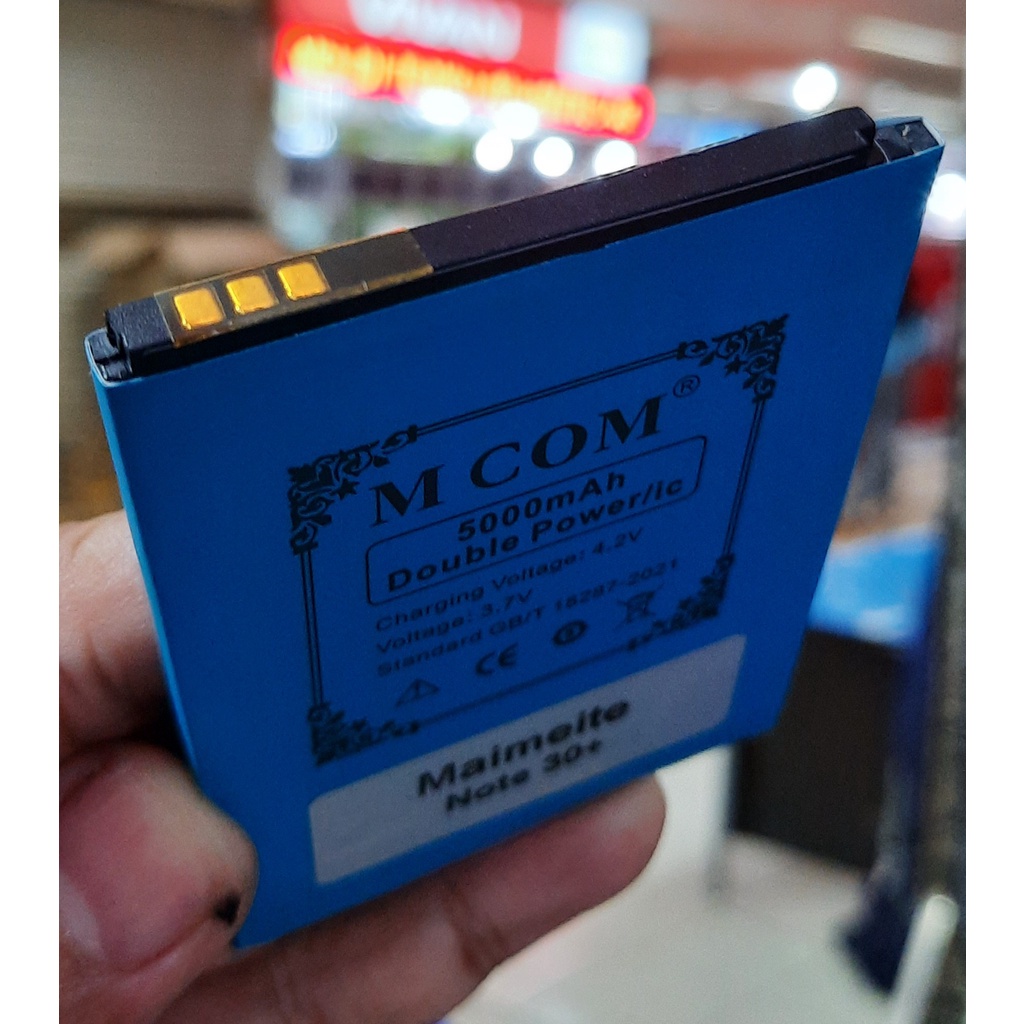 M COM®
5000mAh
Double Power/ic
Charging Voltage: 4.2V
Voltage: 3.7V
Standard GB/T 18287-2021
CE
Maimeite
Note 30+